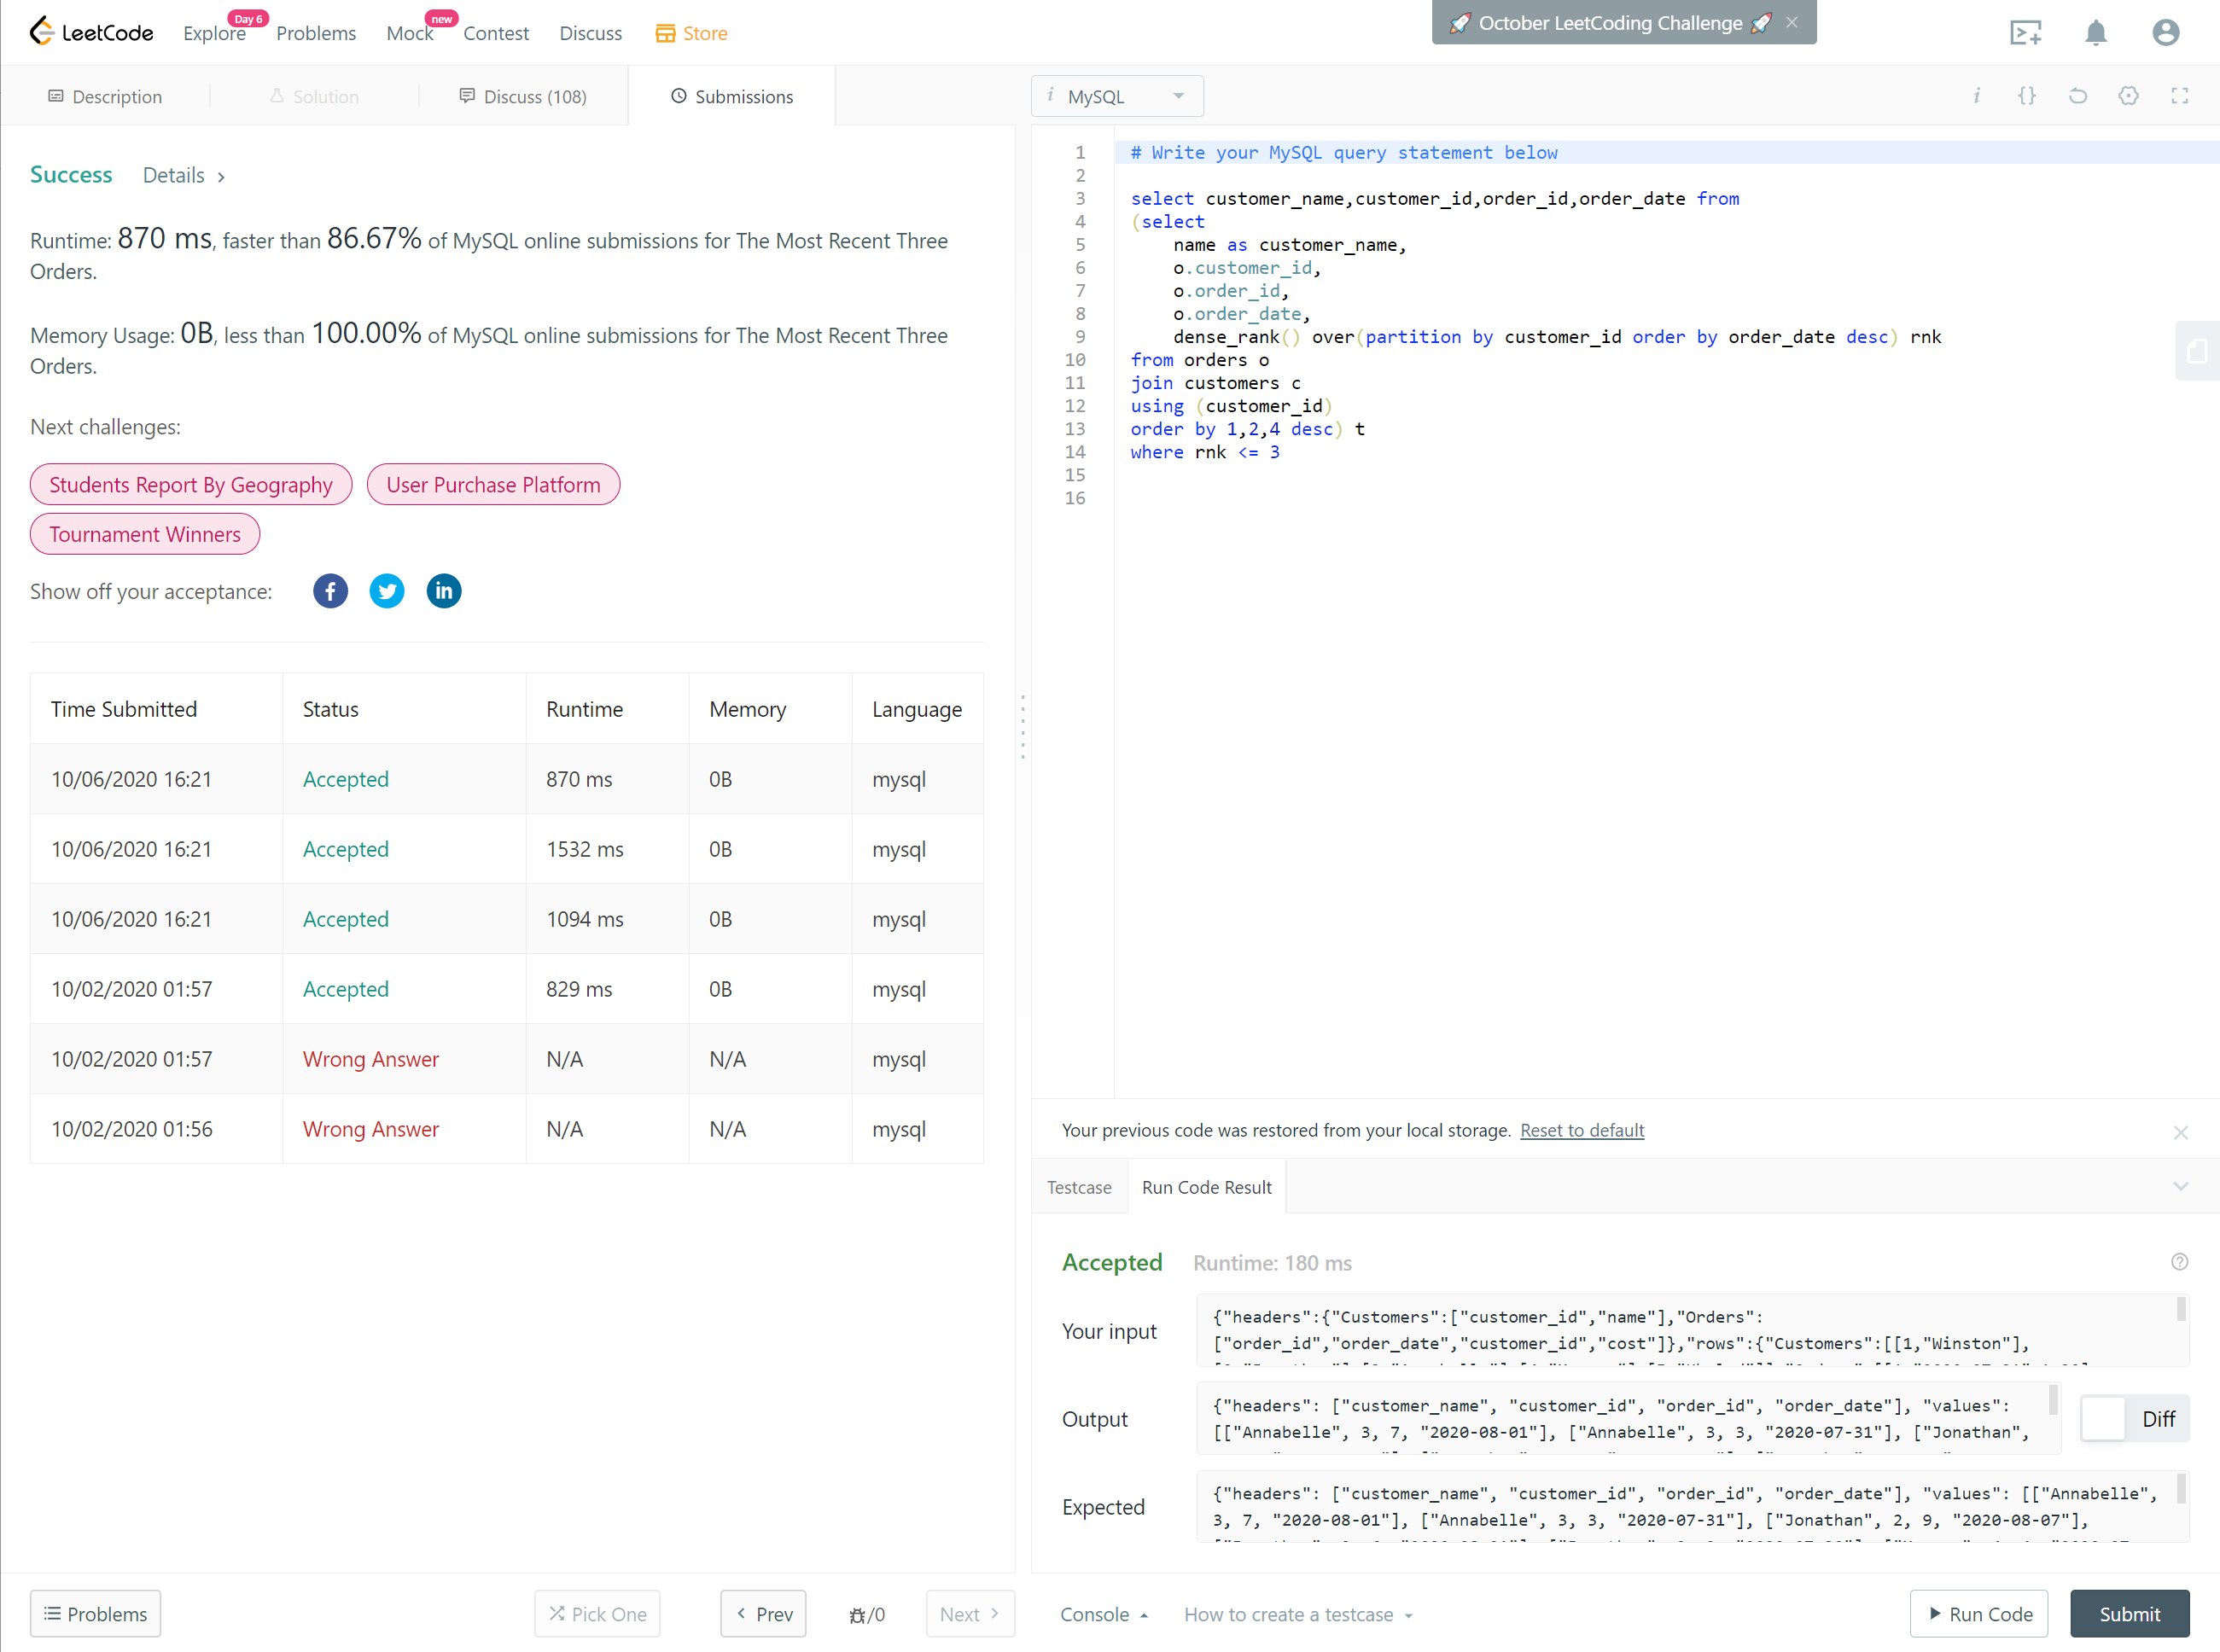 LeetCode
Explore
Day 6
Problems
Mock
new
Contest
Discuss
Store
🚀 October LeetCoding Challenge 🚀 ×
Description
Solution
Discuss (108)
Submissions
i MySQL
Success Details >
Runtime: 870 ms, faster than 86.67% of MySQL online submissions for The Most Recent Three
Orders.
Memory Usage: 0B, less than 100.00% of MySQL online submissions for The Most Recent Three
Orders.
Next challenges:
Students Report By Geography
User Purchase Platform
Tournament Winners
Show off your acceptance:
Time Submitted Status Runtime Memory Language
10/06/2020 16:21 Accepted 870 ms 0B mysql
10/06/2020 16:21 Accepted 1532 ms 0B mysql
10/06/2020 16:21 Accepted 1094 ms 0B mysql
10/02/2020 01:57 Accepted 829 ms 0B mysql
10/02/2020 01:57 Wrong Answer N/A N/A mysql
10/02/2020 01:56 Wrong Answer N/A N/A mysql
1 # Write your MySQL query statement below
2
3 select customer_name,customer_id,order_id,order_date from
4 (select
5 name as customer_name,
6 o.customer_id,
7 o.order_id,
8 o.order_date,
9 dense_rank() over(partition by customer_id order by order_date desc) rnk
10 from orders o
11 join customers c
12 using (customer_id)
13 order by 1,2,4 desc) t
14 where rnk <= 3
15
16
Your previous code was restored from your local storage. Reset to default
Testcase
Run Code Result
Accepted Runtime: 180 ms
Your input
{"headers":{"Customers":["customer_id","name"],"Orders":
["order_id","order_date","customer_id","cost"]},"rows":{"Customers":[[1,"Winston"],
Output
{"headers": ["customer_name", "customer_id", "order_id", "order_date"], "values":
[["Annabelle", 3, 7, "2020-08-01"], ["Annabelle", 3, 3, "2020-07-31"], ["Jonathan",
Diff
Expected
{"headers": ["customer_name", "customer_id", "order_id", "order_date"], "values": [["Annabelle",
3, 7, "2020-08-01"], ["Annabelle", 3, 3, "2020-07-31"], ["Jonathan", 2, 9, "2020-08-07"],
Problems
Pick One
Prev
/0
Next
Console
How to create a testcase
Run Code
Submit